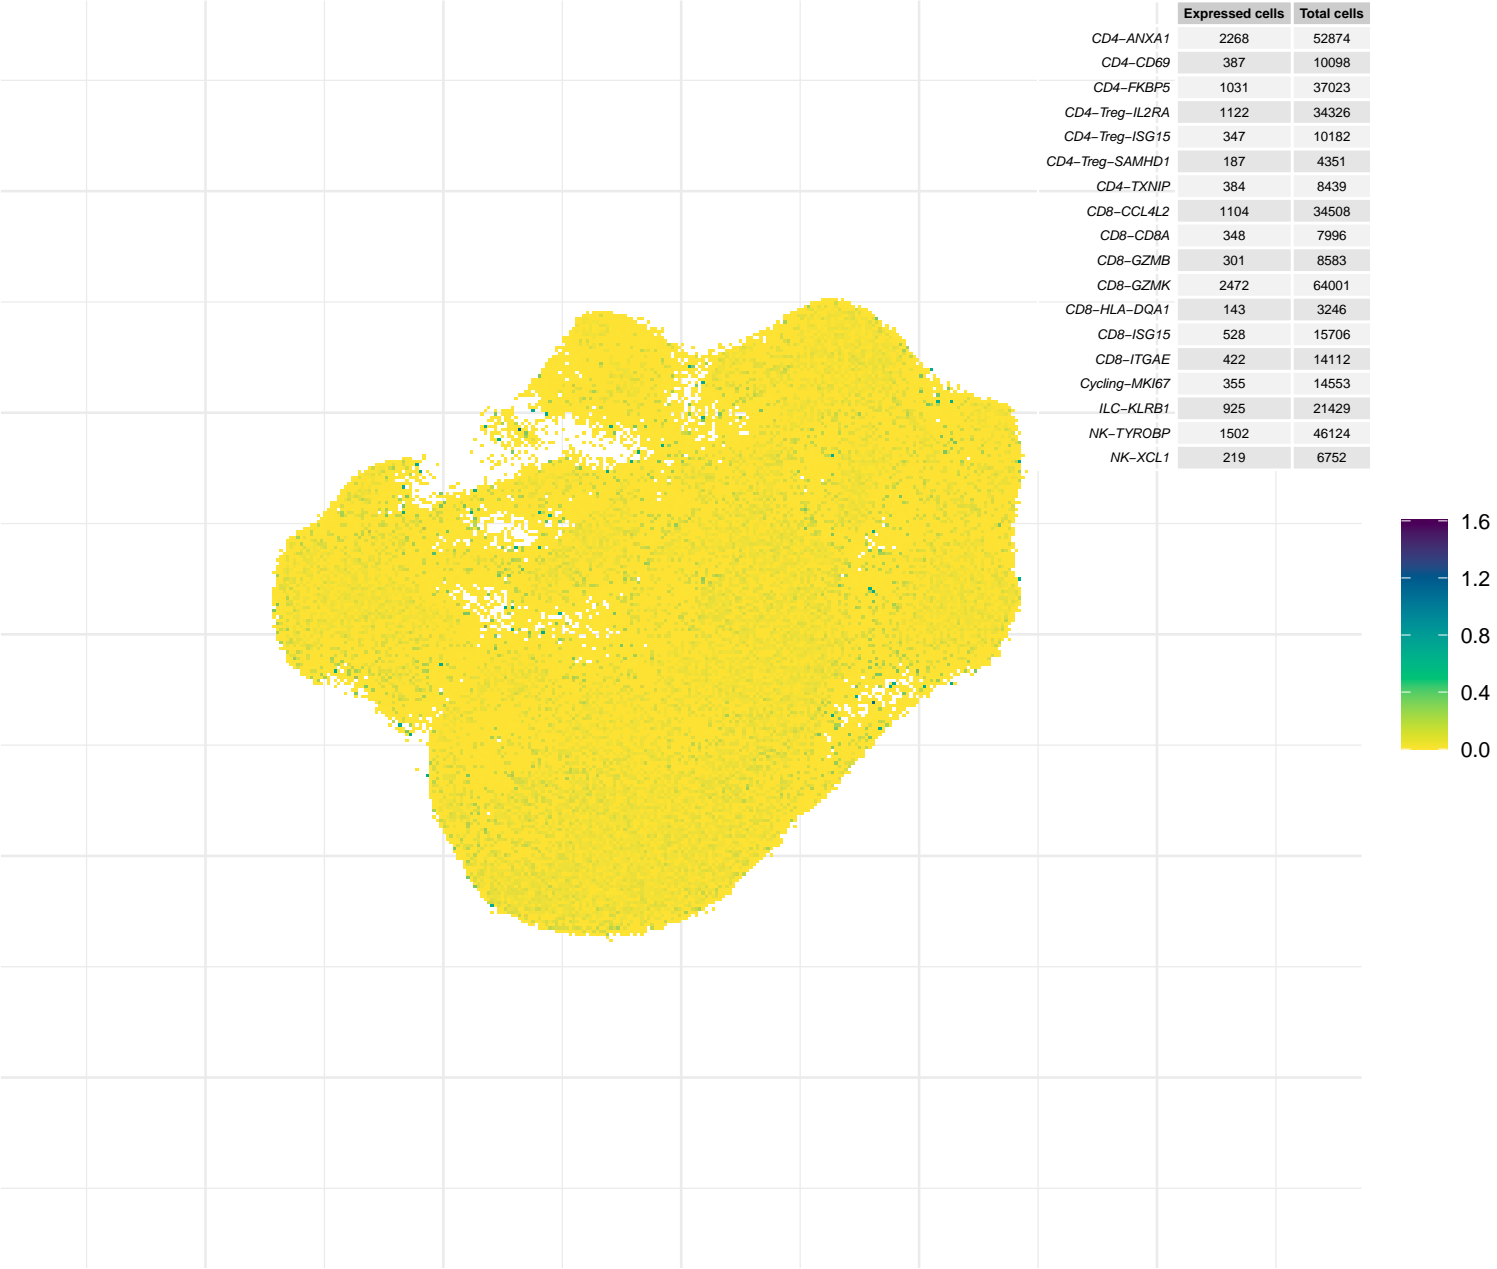 Expressed cells Total cells
CD4−ANXA1 2268 52874
CD4−CD69 387 10098
CD4−FKBP5 1031 37023
CD4−Treg−IL2RA 1122 34326
CD4−Treg−ISG15 347 10182
CD4−Treg−SAMHD1 187 4351
CD4−TXNIP 384 8439
CD8−CCL4L2 1104 34508
CD8−CD8A 348 7996
CD8−GZMB 301 8583
CD8−GZMK 2472 64001
CD8−HLA−DQA1 143 3246
CD8−ISG15 528 15706
CD8−ITGAE 422 14112
Cycling−MKI67 355 14553
ILC−KLRB1 925 21429
NK−TYROBP 1502 46124
NK−XCL1 219 6752
1.6
1.2
0.8
0.4
0.0